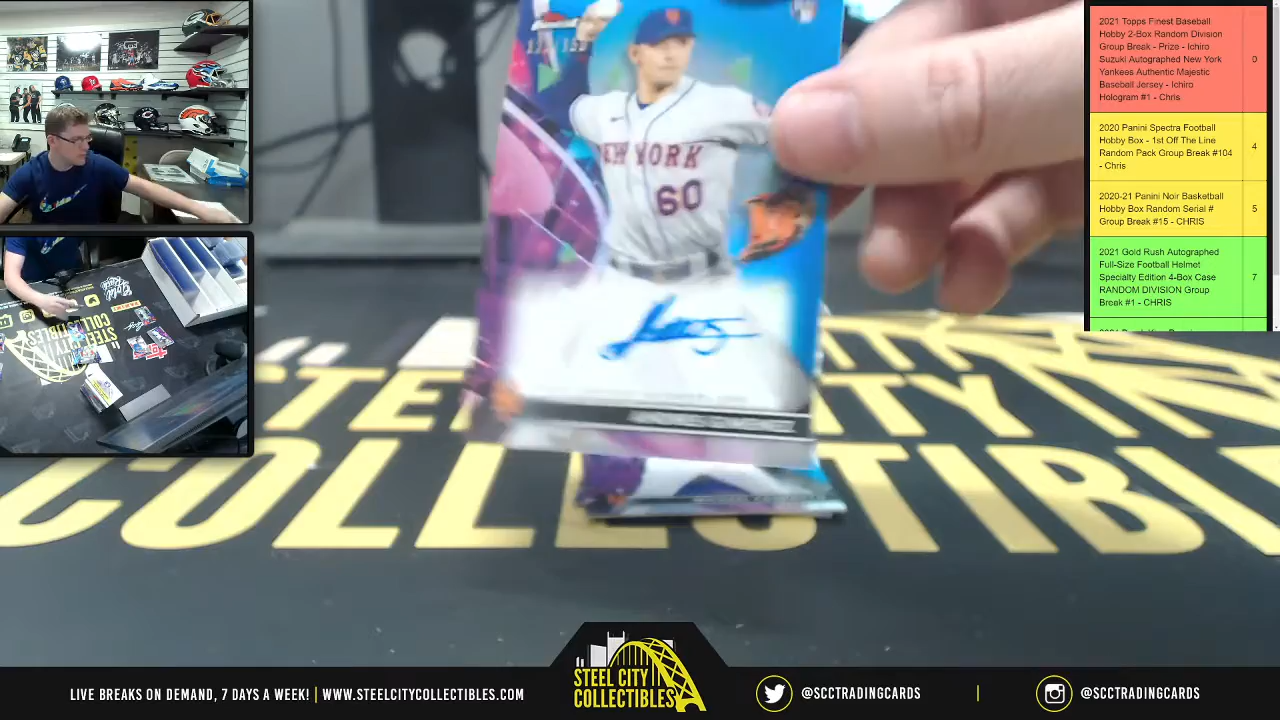 2021 Topps Finest Baseball
Hobby 2-Box Random Division
Group Break - Prize - Ichiro
Suzuki Autographed New York
Yankees Authentic Majestic
Baseball Jersey - Ichiro
Hologram #1 - Chris
0
2020 Panini Spectra Football
Hobby Box - 1st Off The Line
Random Pack Group Break #104
- Chris
4
2020-21 Panini Noir Basketball
Hobby Box Random Serial #
Group Break #15 - CHRIS
5
2021 Gold Rush Autographed
Full-Size Football Helmet
Specialty Edition 4-Box Case
RANDOM DIVISION Group
Break #1 - CHRIS
7
NEW YORK
60
COLLECTIBL
LIVE BREAKS ON DEMAND, 7 DAYS A WEEK! | WWW.STEELCITYCOLLECTIBLES.COM
STEEL CITY
COLLECTIBLES
@SCCTRADINGCARDS
@SCCTRADINGCARDS